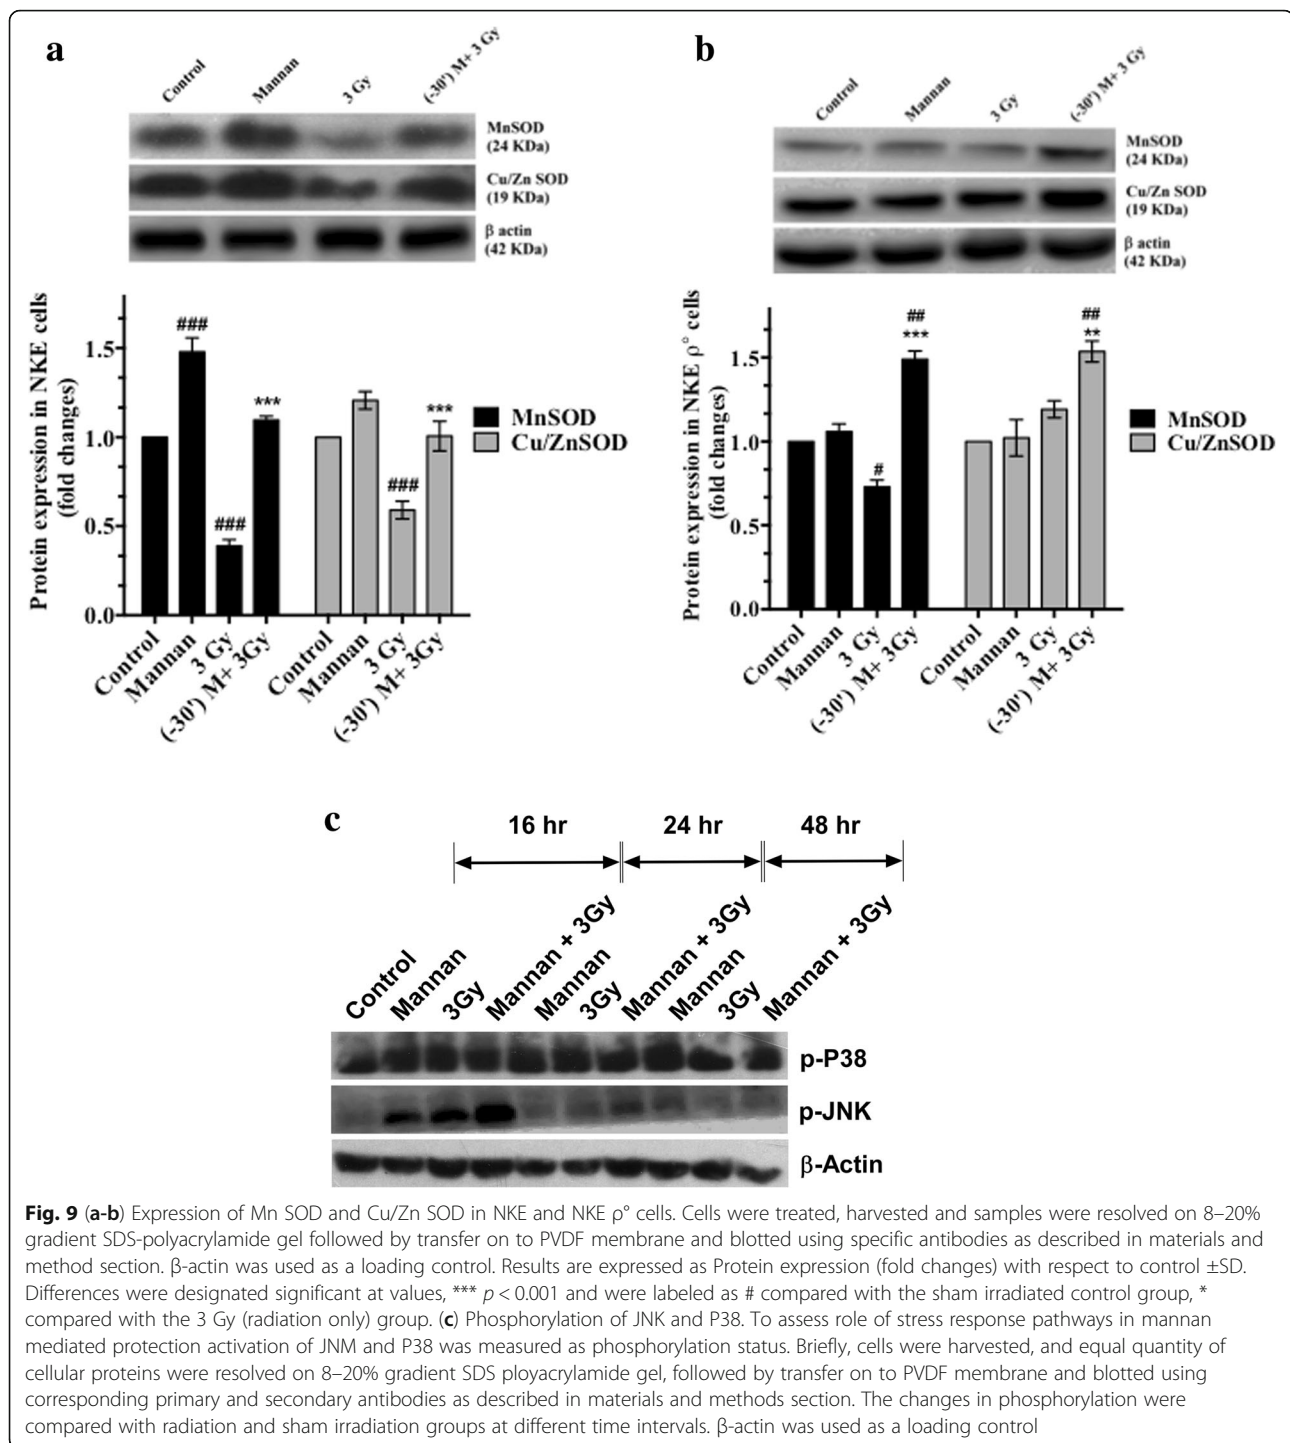 a
Control
Mannan
3 Gy
(-30') M+ 3 Gy
MnSOD
(24 KDa)
Cu/Zn SOD
(19 KDa)
β actin
(42 KDa)
Protein expression in NKE cells
(fold changes)
1.5
1.0
0.5
0.0
###
###
***
###
***
MnSOD
Cu/ZnSOD
Control
Mannan
3 Gy
(-30') M+ 3Gy
Control
Mannan
3 Gy
(-30') M+ 3Gy
b
Control
Mannan
3 Gy
(-30') M+ 3 Gy
MnSOD
(24 KDa)
Cu/Zn SOD
(19 KDa)
β actin
(42 KDa)
Protein expression in NKE ρ° cells
(fold changes)
1.5
1.0
0.5
0.0
#
##
***
##
**
MnSOD
Cu/ZnSOD
Control
Mannan
3 Gy
(-30') M+ 3Gy
Control
Mannan
3 Gy
(-30') M+ 3Gy
c
16 hr
24 hr
48 hr
Control
Mannan
3Gy
Mannan + 3Gy
Mannan
3Gy
Mannan + 3Gy
Mannan
3Gy
Mannan + 3Gy
p-P38
p-JNK
β-Actin
Fig. 9 (a-b) Expression of Mn SOD and Cu/Zn SOD in NKE and NKE ρ° cells. Cells were treated, harvested and samples were resolved on 8–20%
gradient SDS-polyacrylamide gel followed by transfer on to PVDF membrane and blotted using specific antibodies as described in materials and
method section. β-actin was used as a loading control. Results are expressed as Protein expression (fold changes) with respect to control ±SD.
Differences were designated significant at values, *** p < 0.001 and were labeled as # compared with the sham irradiated control group, *
compared with the 3 Gy (radiation only) group. (c) Phosphorylation of JNK and P38. To assess role of stress response pathways in mannan
mediated protection activation of JNM and P38 was measured as phosphorylation status. Briefly, cells were harvested, and equal quantity of
cellular proteins were resolved on 8–20% gradient SDS ployacrylamide gel, followed by transfer on to PVDF membrane and blotted using
corresponding primary and secondary antibodies as described in materials and methods section. The changes in phosphorylation were
compared with radiation and sham irradiation groups at different time intervals. β-actin was used as a loading control